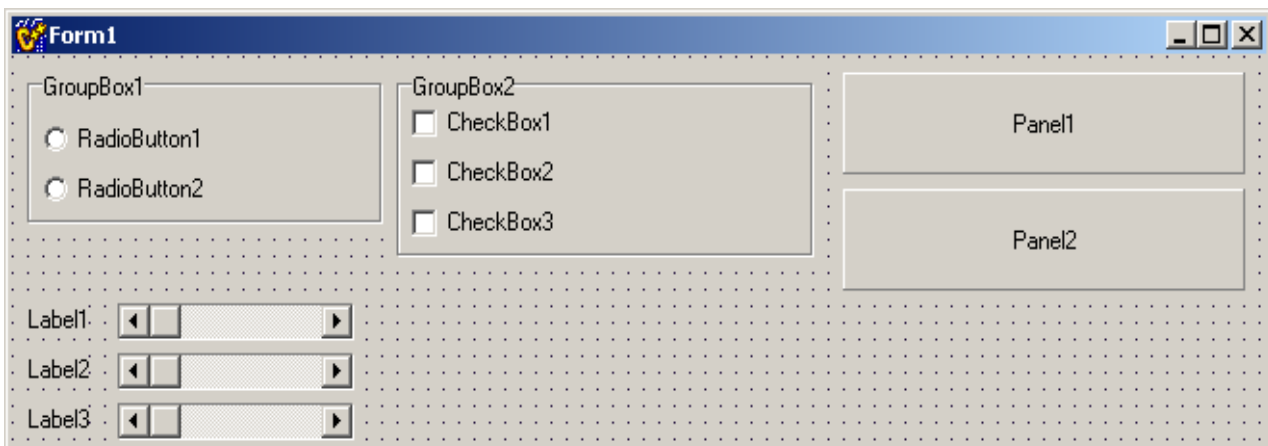 Form1
GroupBox1
RadioButton1
RadioButton2
GroupBox2
CheckBox1
CheckBox2
CheckBox3
Panel1
Panel2
Label1
Label2
Label3